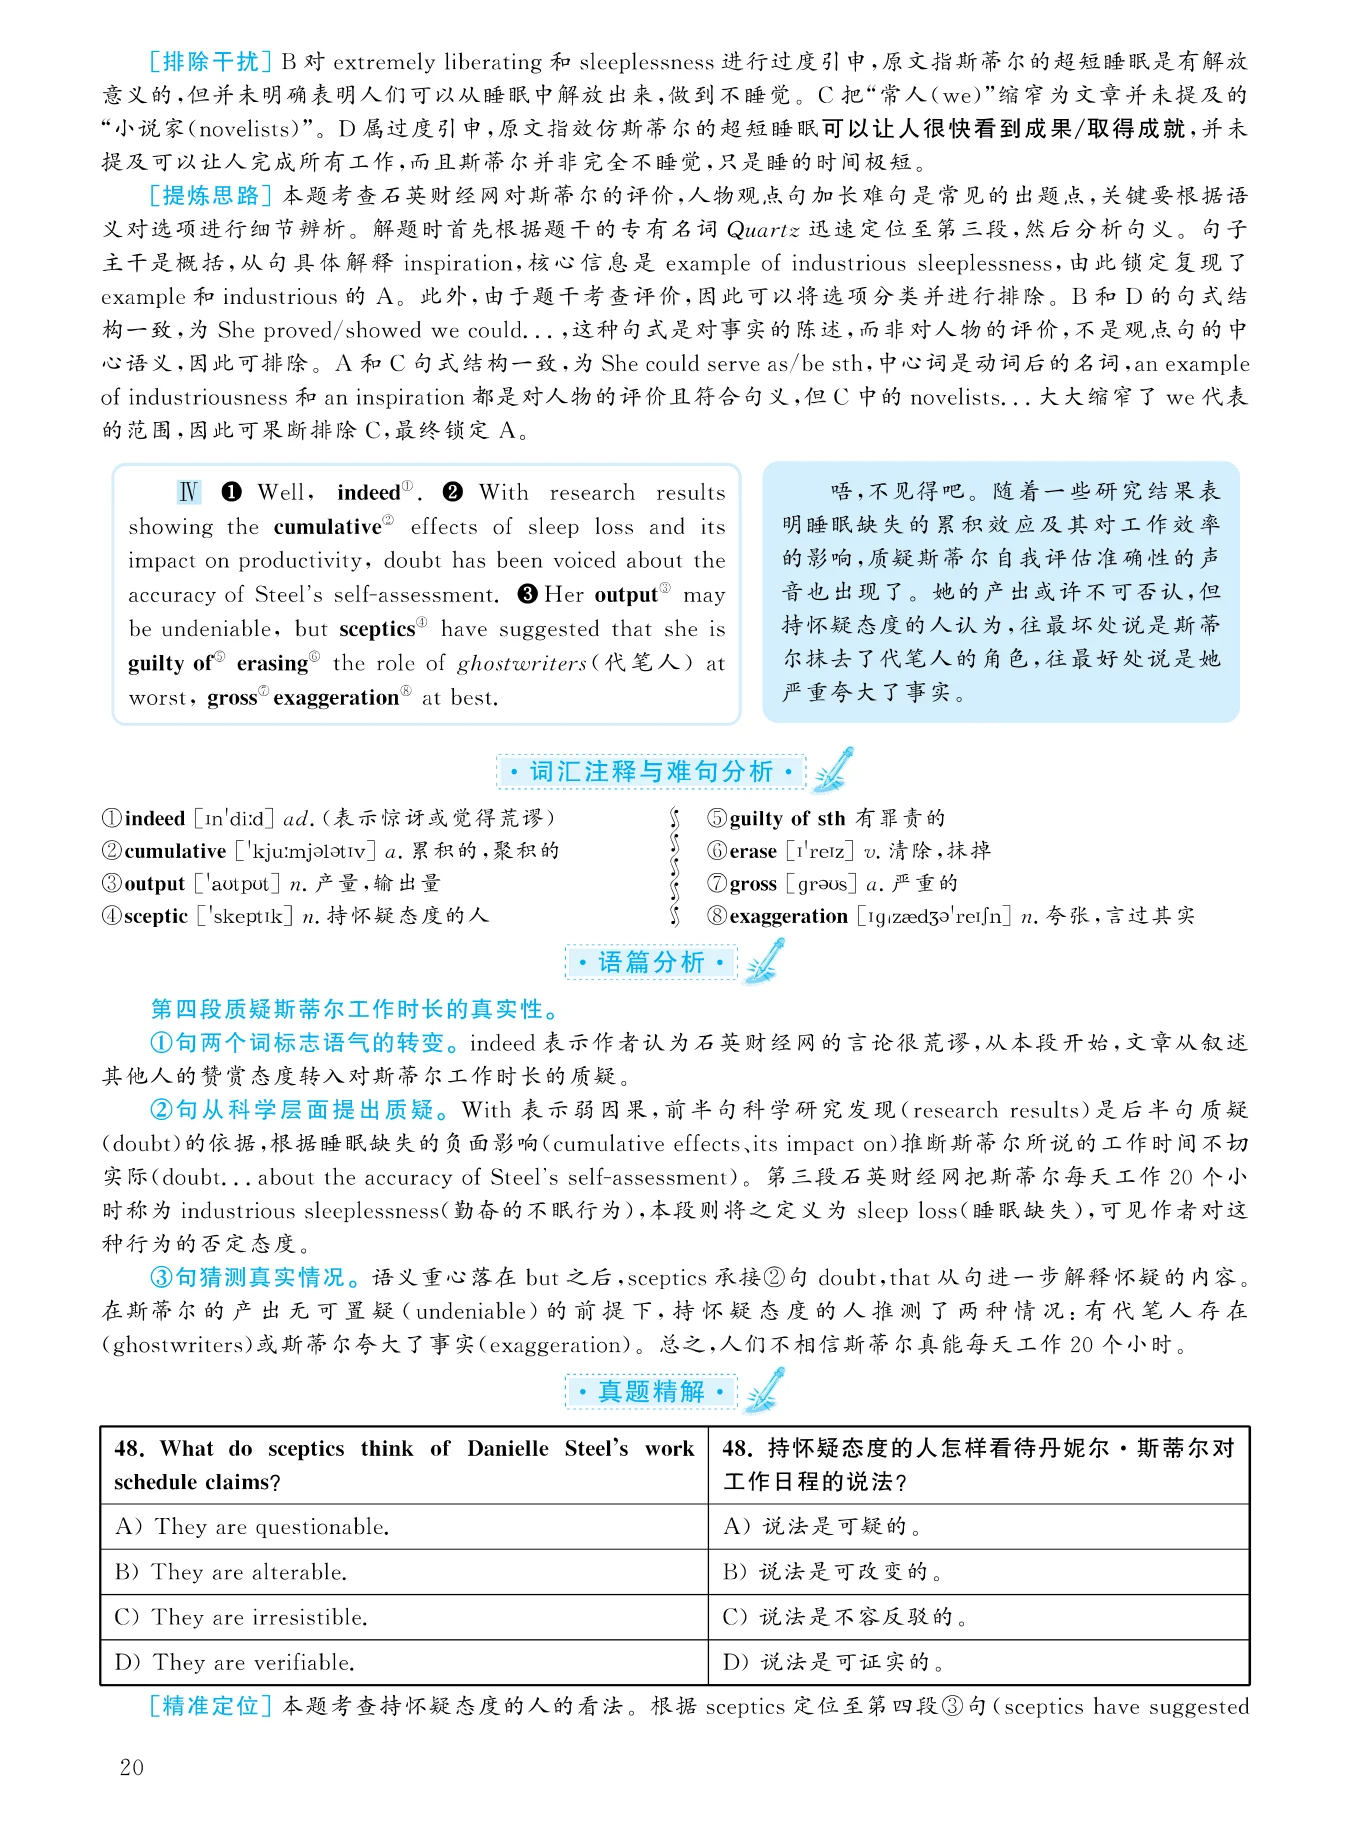 ［排除干扰］B 对 extremely liberating 和 sleeplessness 进行过度引申，原文指斯蒂尔的超短睡眠是有解放
意义的，但并未明确表明人们可以从睡眠中解放出来，做到不睡觉。C 把“常人(we)”缩窄为文章并未提及的
“小说家(novelists)”。D 属过度引申，原文指效仿斯蒂尔的超短睡眠可以让人很快看到成果/取得成就，并未
提及可以让人完成所有工作，而且斯蒂尔并非完全不睡觉，只是睡的时间极短。
［提炼思路］本题考查石英财经网对斯蒂尔的评价，人物观点句加长难句是常见的出题点，关键要根据语
义对选项进行细节辨析。解题时首先根据题干的专有名词 Quartz 迅速定位至第三段，然后分析句义。句子
主干是概括，从句具体解释 inspiration，核心信息是 example of industrious sleeplessness，由此锁定复现了
example 和 industrious 的 A。此外，由于题干考查评价，因此可以将选项分类并进行排除。B 和 D 的句式结
构一致，为 She proved/showed we could...，这种句式是对事实的陈述，而非对人物的评价，不是观点句的中
心语义，因此可排除。A 和 C 句式结构一致，为 She could serve as/be sth，中心词是动词后的名词，an example
of industriousness 和 an inspiration 都是对人物的评价且符合句义，但 C 中的 novelists... 大大缩窄了 we 代表
的范围，因此可果断排除 C，最终锁定 A。
Ⅳ ❶ Well, indeed①. ❷ With research results
showing the cumulative② effects of sleep loss and its
impact on productivity, doubt has been voiced about the
accuracy of Steel's self-assessment. ❸ Her output③ may
be undeniable, but sceptics④ have suggested that she is
guilty of⑤ erasing⑥ the role of ghostwriters(代笔人) at
worst, gross⑦ exaggeration⑧ at best.
唔，不见得吧。随着一些研究结果表
明睡眠缺失的累积效应及其对工作效率
的影响，质疑斯蒂尔自我评估准确性的声
音也出现了。她的产出或许不可否认，但
持怀疑态度的人认为，往最坏处说是斯蒂
尔抹去了代笔人的角色，往最好处说是她
严重夸大了事实。
·词汇注释与难句分析·
①indeed [ɪnˈdiːd] ad.（表示惊讶或觉得荒谬）
②cumulative [ˈkjuːmjələtɪv] a. 累积的，聚积的
③output [ˈaʊtpʊt] n. 产量，输出量
④sceptic [ˈskeptɪk] n. 持怀疑态度的人
⑤guilty of sth 有罪责的
⑥erase [ɪˈreɪz] v. 清除，抹掉
⑦gross [ɡrəʊs] a. 严重的
⑧exaggeration [ɪɡˌzædʒəˈreɪʃn] n. 夸张，言过其实
·语篇分析·
第四段质疑斯蒂尔工作时长的真实性。
①句两个词标志语气的转变。indeed 表示作者认为石英财经网的言论很荒谬，从本段开始，文章从叙述
其他人的赞赏态度转入对斯蒂尔工作时长的质疑。
②句从科学层面提出质疑。With 表示弱因果，前半句科学研究发现(research results)是后半句质疑
(doubt)的依据，根据睡眠缺失的负面影响(cumulative effects、its impact on)推断斯蒂尔所说的工作时间不切
实际(doubt... about the accuracy of Steel's self-assessment)。第三段石英财经网把斯蒂尔每天工作 20 个小
时称为 industrious sleeplessness(勤奋的不眠行为)，本段则将之定义为 sleep loss(睡眠缺失)，可见作者对这
种行为的否定态度。
③句猜测真实情况。语义重心落在 but 之后，sceptics 承接②句 doubt，that 从句进一步解释怀疑的内容。
在斯蒂尔的产出无可置疑(undeniable)的前提下，持怀疑态度的人推测了两种情况：有代笔人存在
(ghostwriters)或斯蒂尔夸大了事实(exaggeration)。总之，人们不相信斯蒂尔真能每天工作 20 个小时。
·真题精解·
48. What do sceptics think of Danielle Steel's work
schedule claims?
48. 持怀疑态度的人怎样看待丹妮尔·斯蒂尔对
工作日程的说法？
A) They are questionable.
A) 说法是可疑的。
B) They are alterable.
B) 说法是可改变的。
C) They are irresistible.
C) 说法是不容反驳的。
D) They are verifiable.
D) 说法是可证实的。
［精准定位］本题考查持怀疑态度的人的看法。根据 sceptics 定位至第四段③句(sceptics have suggested
20